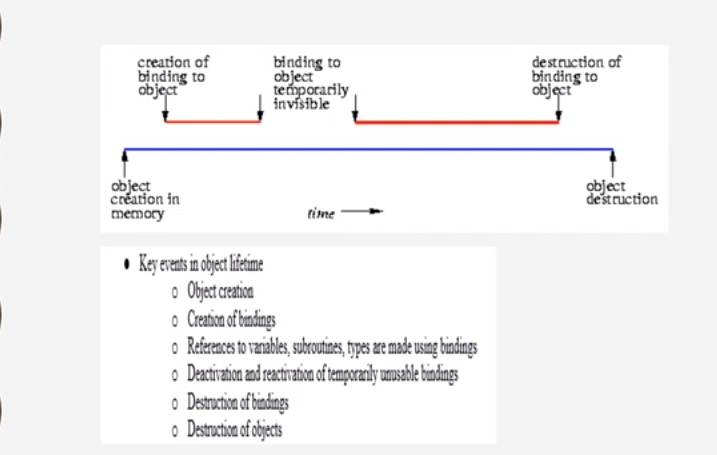 creation of
binding to
object
binding to
object
temporarily
invisible
destruction of
binding to
object
object
creation in
memory
time
object
destruction
• Key events in object lifetime
o Object creation
o Creation of bindings
o References to variables, subroutines, types are made using bindings
o Deactivation and reactivation of temporarily unusable bindings
o Destruction of bindings
o Destruction of objects